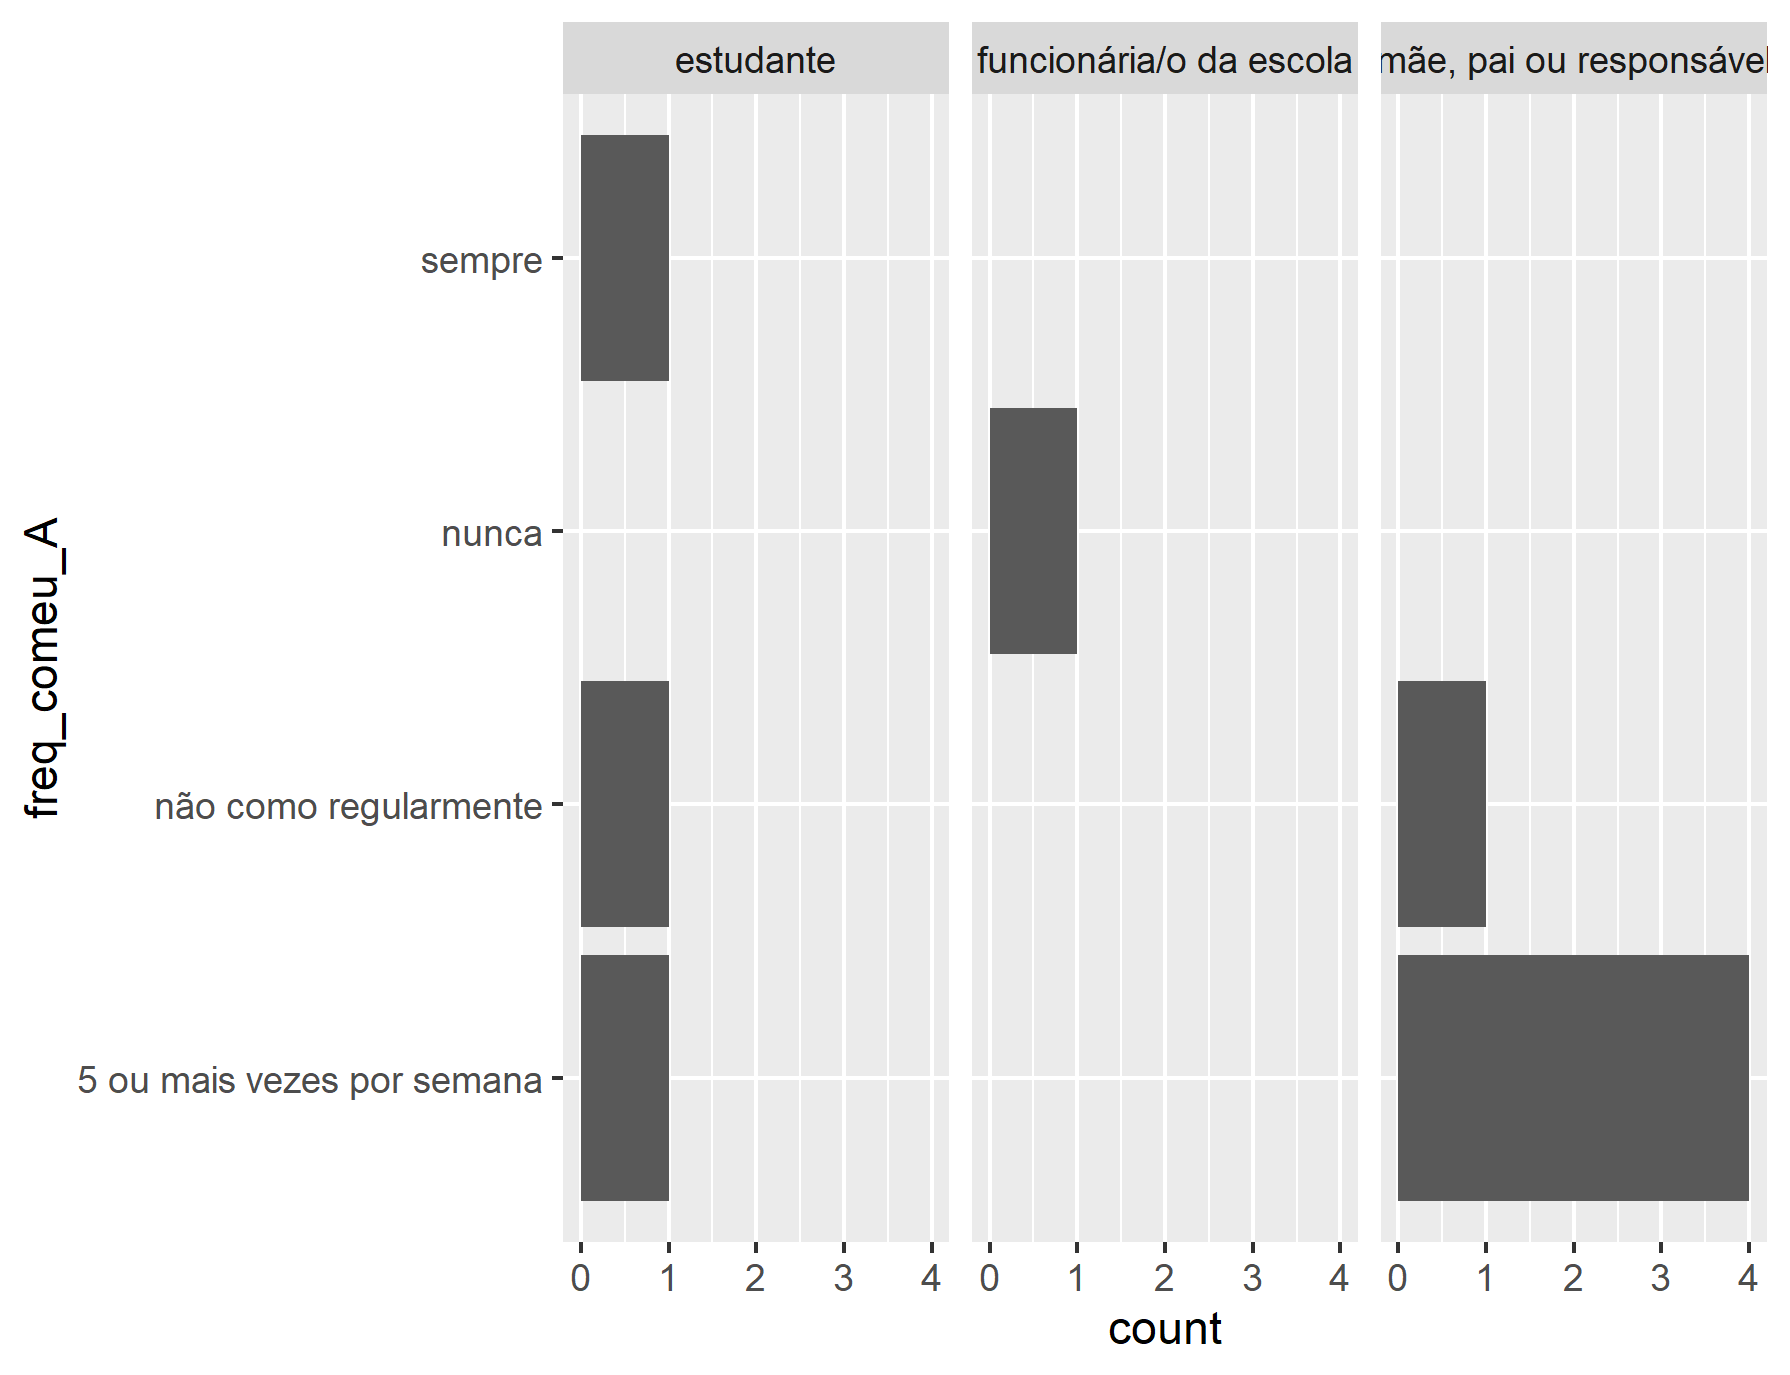 estudante
funcionária/o da escola
mãe, pai ou responsável
sempre
nunca
não como regularmente
5 ou mais vezes por semana
freq_comeu_A
0 1 2 3 4
0 1 2 3 4
0 1 2 3 4
count